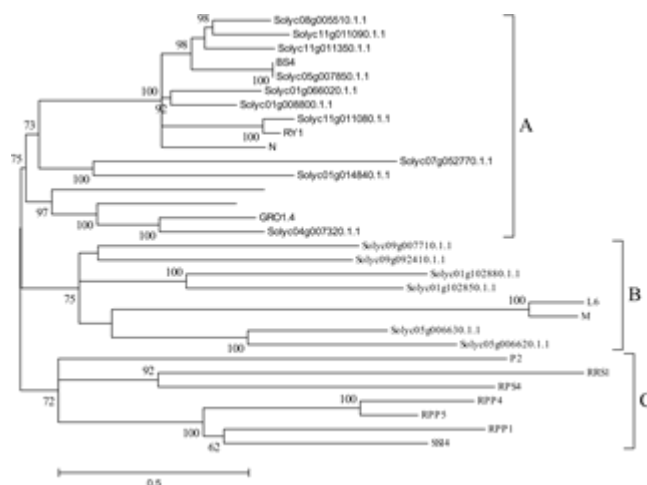 98
Solyc08g005510.1.1
Solyc11g011090.1.1
98
Solyc11g011350.1.1
BS4
100
Solyc05g007850.1.1
100
Solyc01g066020.1.1
92
Solyc01g008800.1.1
Solyc11g011080.1.1
A
73
100
RY1
N
75
Solyc07g052770.1.1
100
Solyc01g014840.1.1
97
GRO1.4
100
100
Solyc04g007320.1.1
Solyc09g007710.1.1
Solyc09g092410.1.1
Solyc01g102880.1.1
75
100
Solyc01g102850.1.1
B
100
L6
M
Solyc05g006630.1.1
100
Solyc05g006620.1.1
P2
92
RRS1
72
RPS4
C
100
RPP4
RPP5
100
RPP1
62
SSI4
0.5